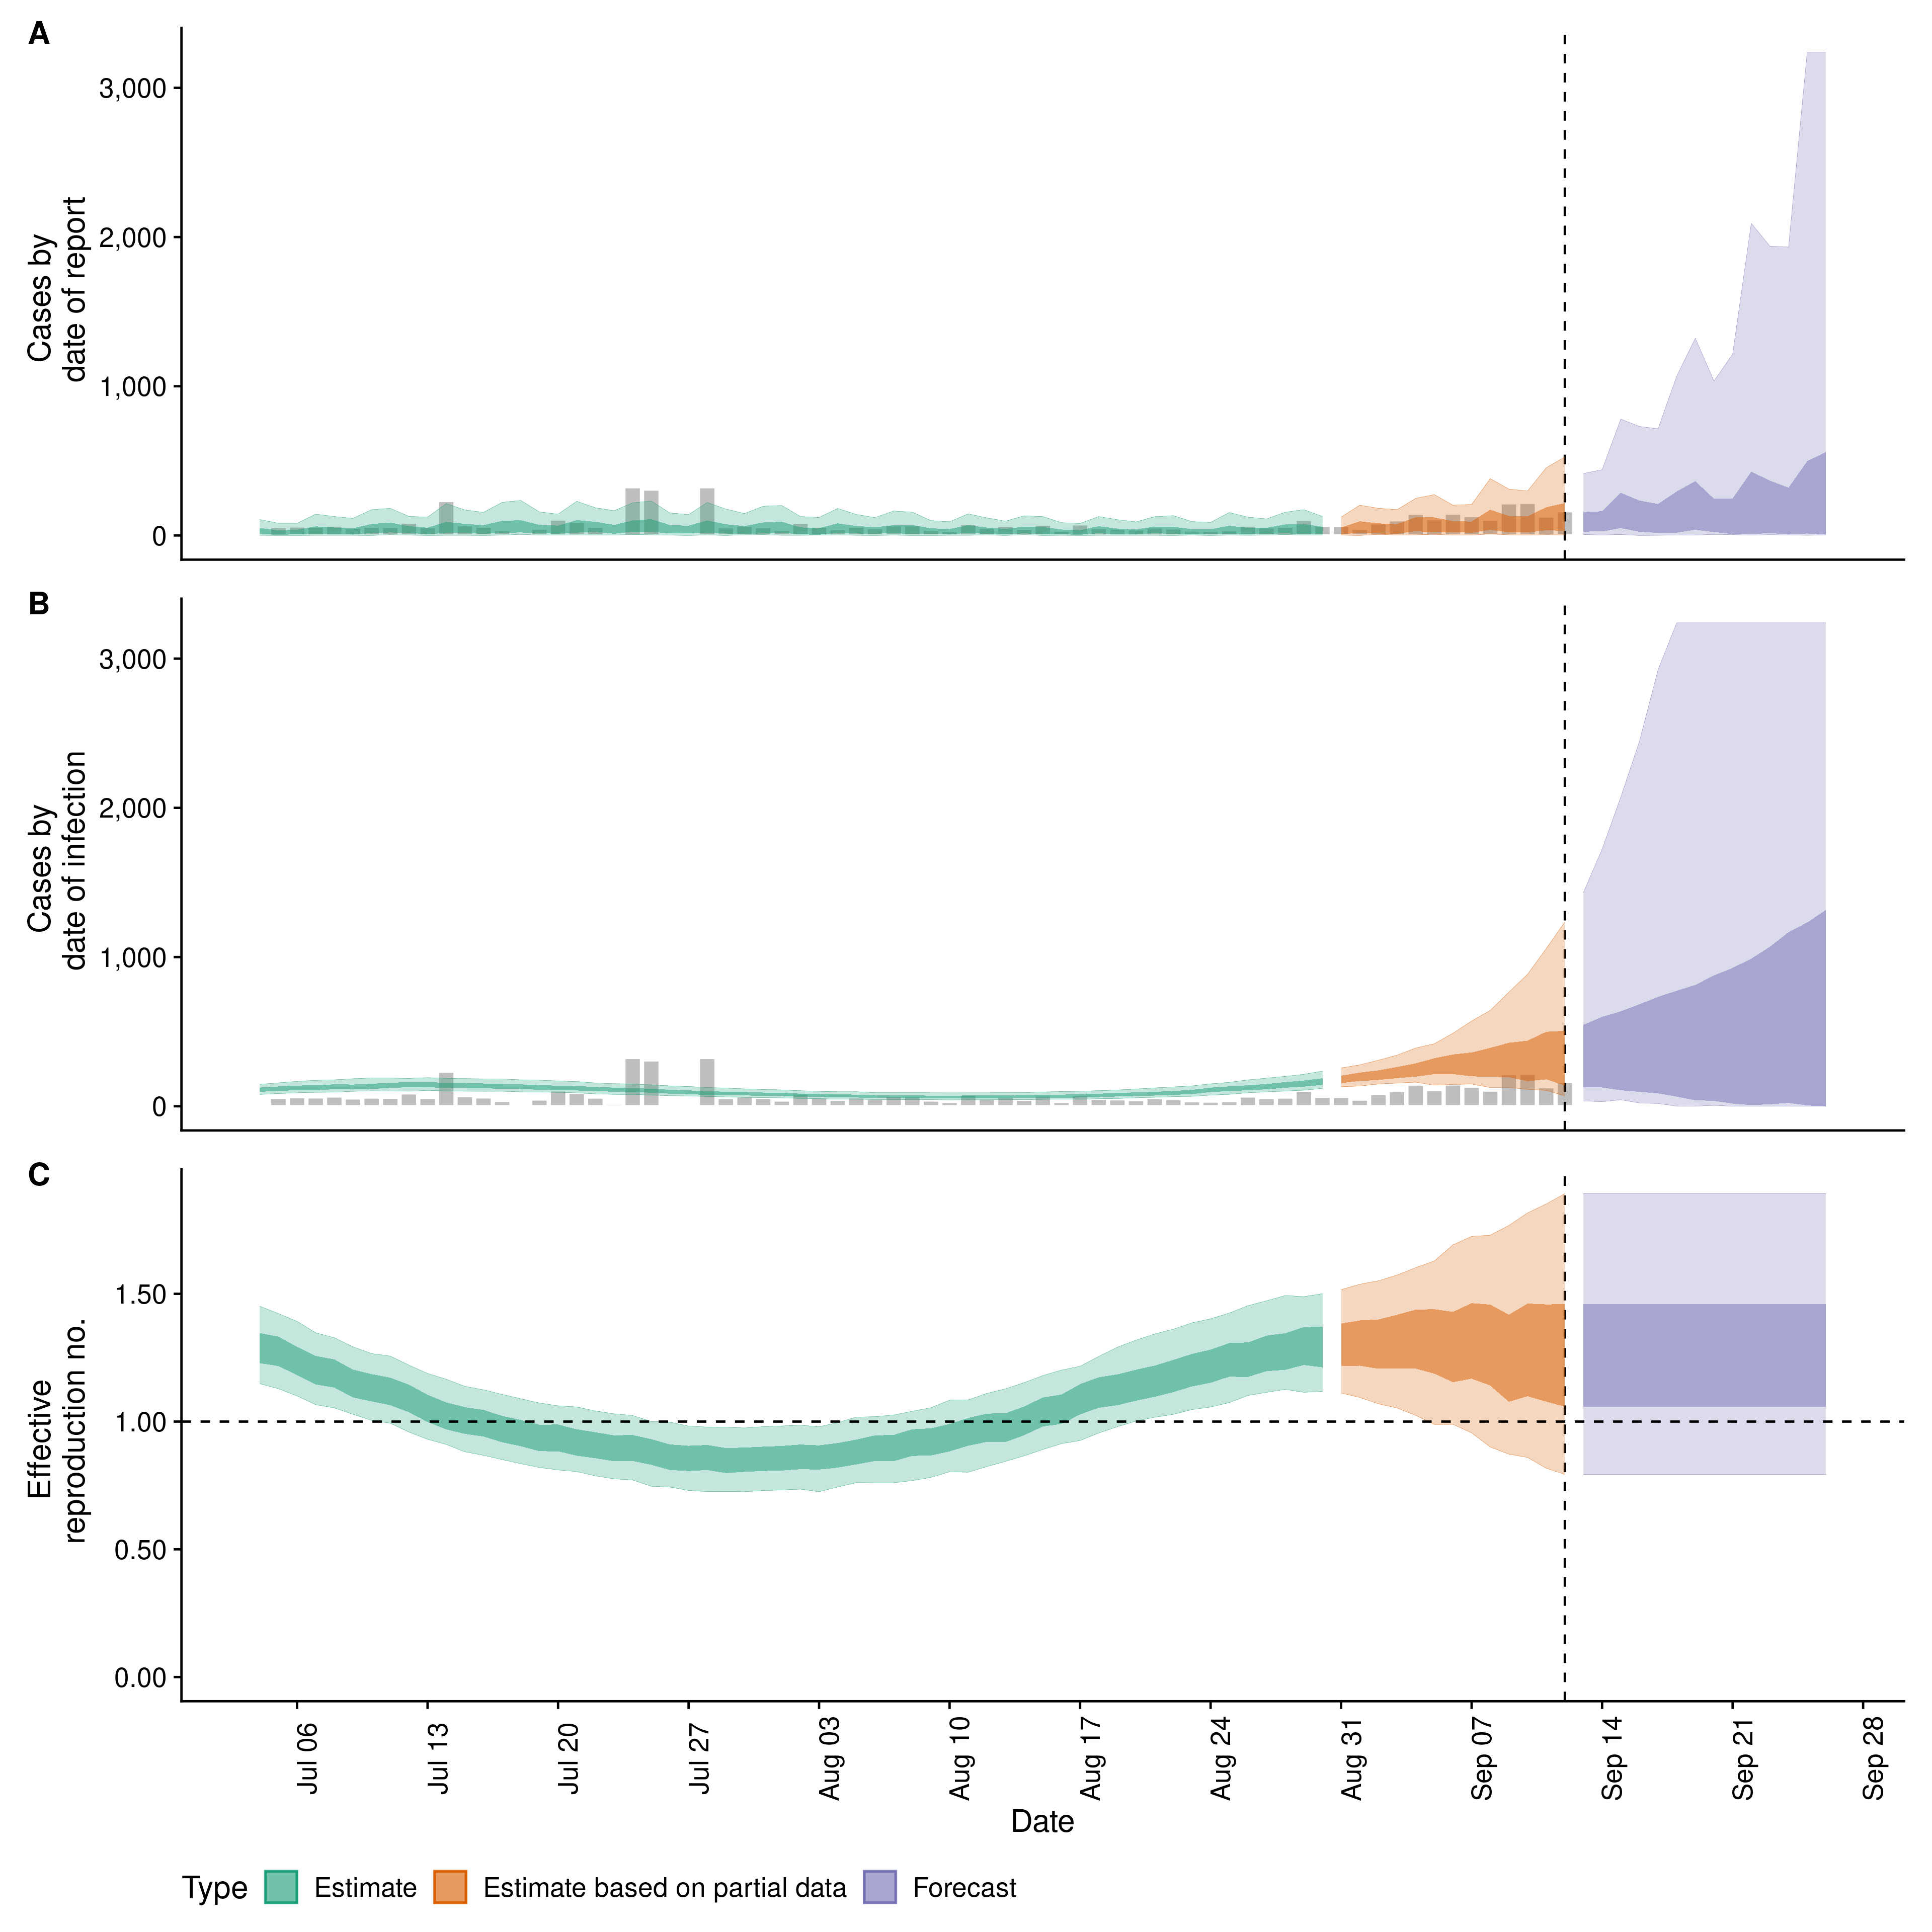 A
Cases by
date of report
3,000
2,000
1,000
0
B
Cases by
date of infection
3,000
2,000
1,000
0
C
Effective
reproduction no.
1.50
1.00
0.50
0.00
Jul 06
Jul 13
Jul 20
Jul 27
Aug 03
Aug 10
Aug 17
Aug 24
Aug 31
Sep 07
Sep 14
Sep 21
Sep 28
Date
Type Estimate Estimate based on partial data Forecast